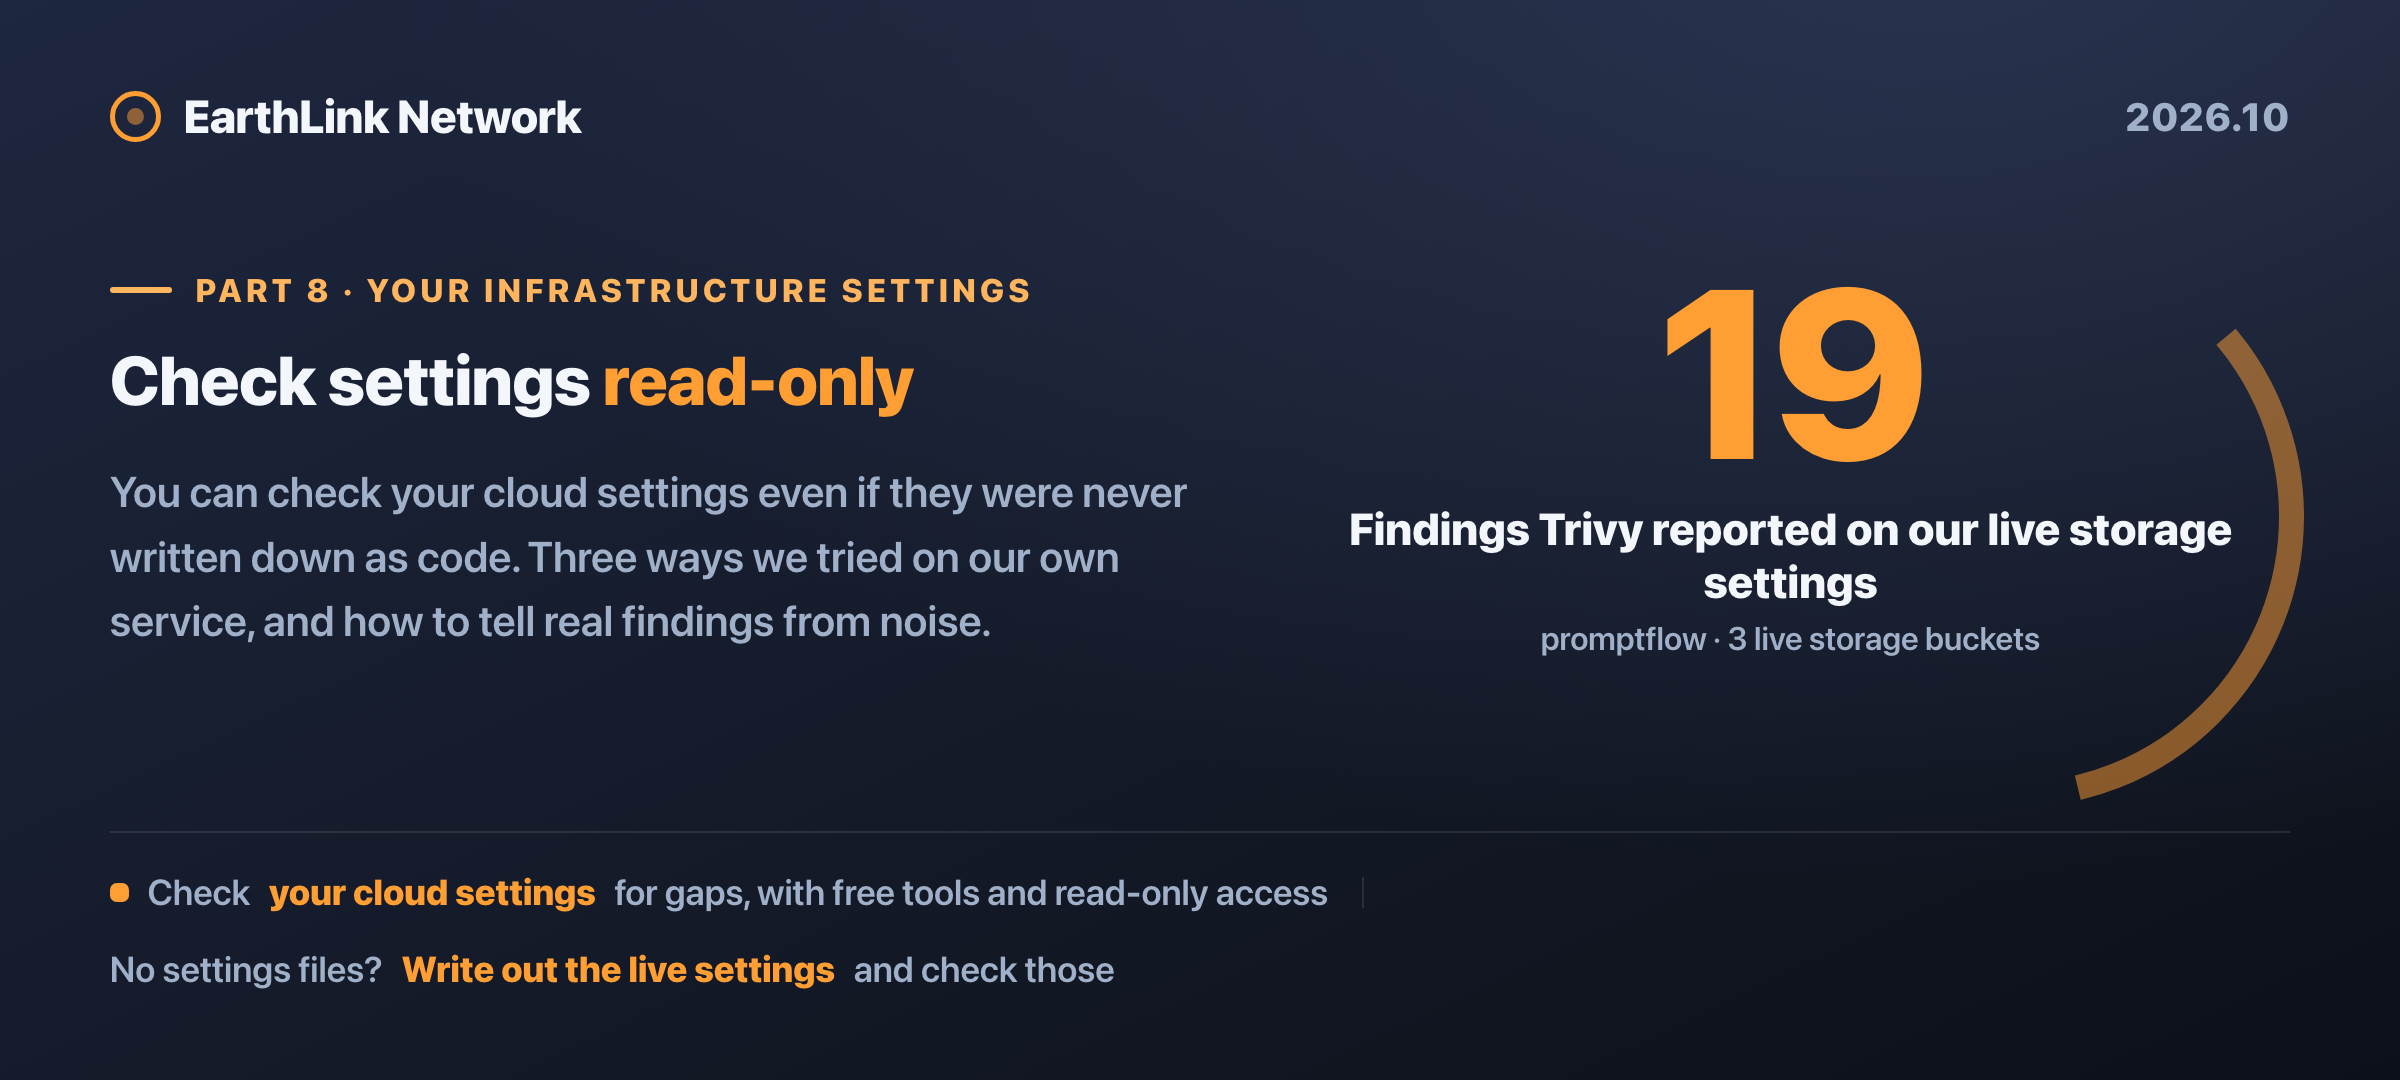 EarthLink Network
2026.10
PART 8 · YOUR INFRASTRUCTURE SETTINGS
Check settings read-only
You can check your cloud settings even if they were never
written down as code. Three ways we tried on our own
service, and how to tell real findings from noise.
19
Findings Trivy reported on our live storage
settings
promptflow · 3 live storage buckets
Check your cloud settings for gaps, with free tools and read-only access
No settings files? Write out the live settings and check those